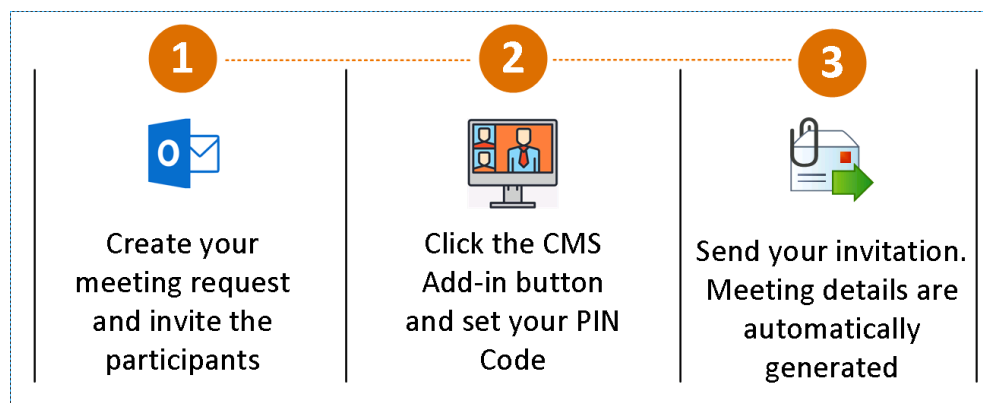 1
Create your
meeting request
and invite the
participants
2
Click the CMS
Add-in button
and set your PIN
Code
3
Send your invitation.
Meeting details are
automatically
generated